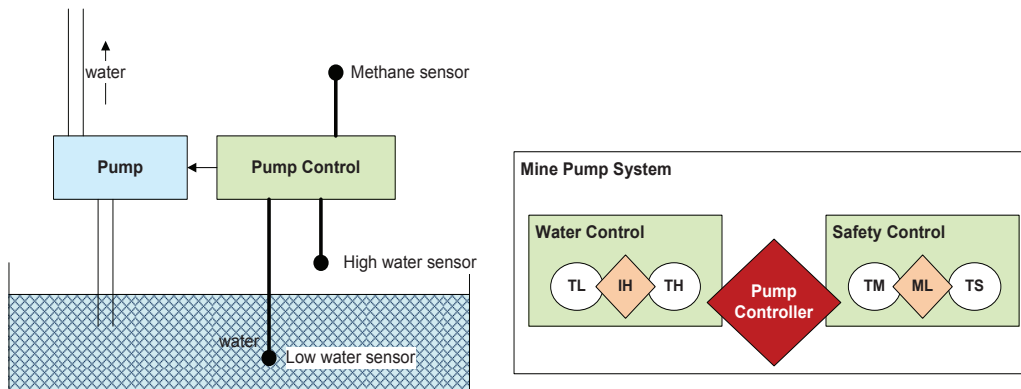 water
Methane sensor
Pump
Pump Control
High water sensor
water
Low water sensor
Mine Pump System
Water Control
Safety Control
TL
IH
TH
Pump
Controller
TM
ML
TS